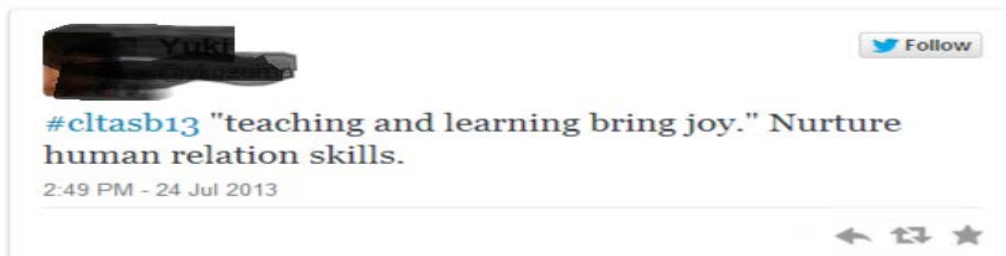 Follow
#cltasb13 "teaching and learning bring joy." Nurture
human relation skills.
2:49 PM - 24 Jul 2013